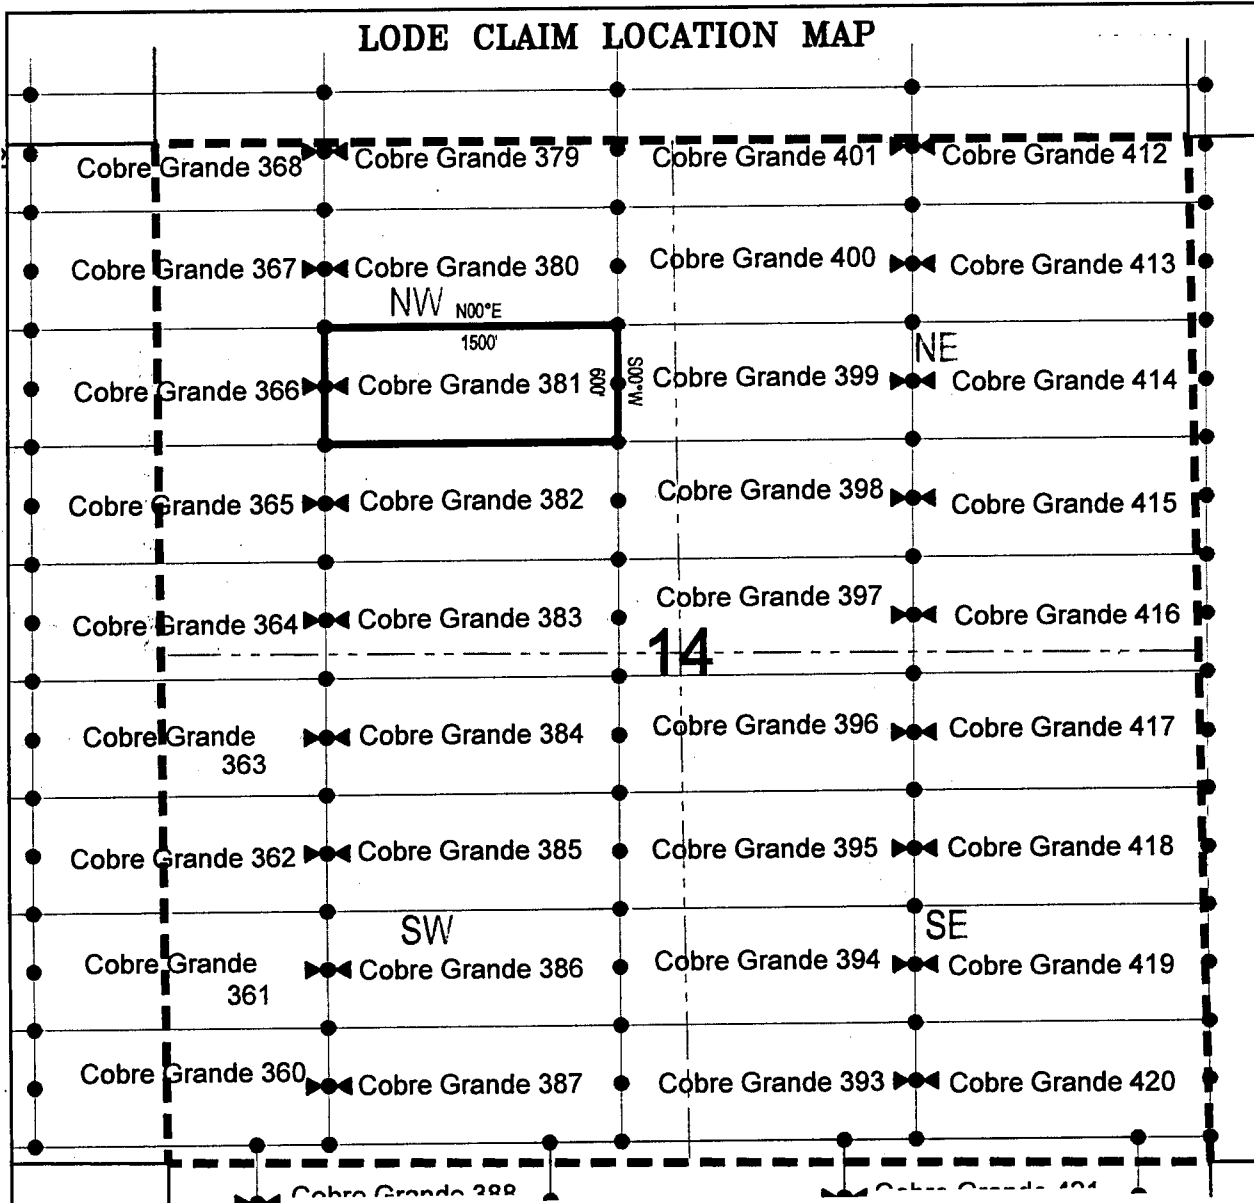 LODE CLAIM LOCATION MAP
Cobre Grande 368
Cobre Grande 379
Cobre Grande 401
Cobre Grande 412
Cobre Grande 367
Cobre Grande 380
Cobre Grande 400
Cobre Grande 413
NW
N00°E
1500'
NE
Cobre Grande 366
Cobre Grande 381
600'
S00°W
Cobre Grande 399
Cobre Grande 414
Cobre Grande 365
Cobre Grande 382
Cobre Grande 398
Cobre Grande 415
Cobre Grande 364
Cobre Grande 383
Cobre Grande 397
Cobre Grande 416
14
Cobre Grande
363
Cobre Grande 384
Cobre Grande 396
Cobre Grande 417
Cobre Grande 362
Cobre Grande 385
Cobre Grande 395
Cobre Grande 418
SW
SE
Cobre Grande
361
Cobre Grande 386
Cobre Grande 394
Cobre Grande 419
Cobre Grande 360
Cobre Grande 387
Cobre Grande 393
Cobre Grande 420
Cobre Grande 388
Cobre Grande 421